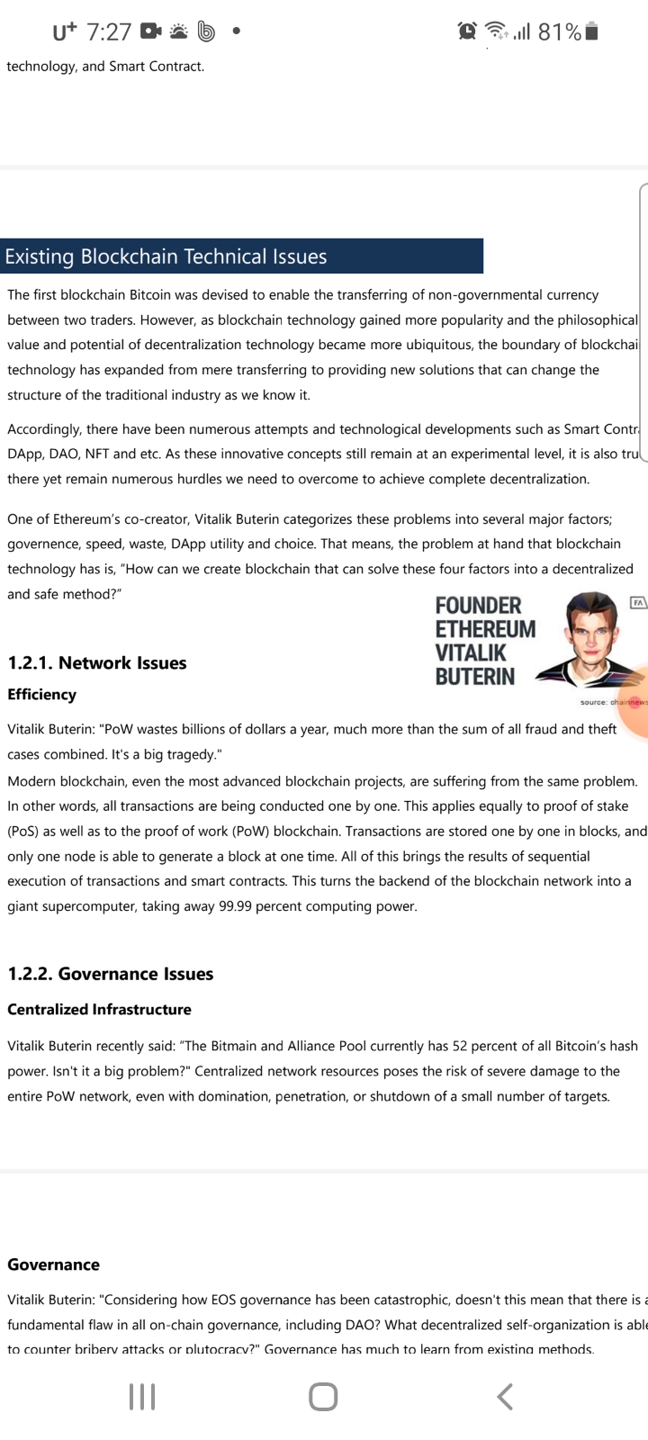 U+ 7:27 81%
technology, and Smart Contract.
Existing Blockchain Technical Issues
The first blockchain Bitcoin was devised to enable the transferring of non-governmental currency
between two traders. However, as blockchain technology gained more popularity and the philosophical
value and potential of decentralization technology became more ubiquitous, the boundary of blockchai
technology has expanded from mere transferring to providing new solutions that can change the
structure of the traditional industry as we know it.
Accordingly, there have been numerous attempts and technological developments such as Smart Contr
DApp, DAO, NFT and etc. As these innovative concepts still remain at an experimental level, it is also tru
there yet remain numerous hurdles we need to overcome to achieve complete decentralization.
One of Ethereum's co-creator, Vitalik Buterin categorizes these problems into several major factors;
governence, speed, waste, DApp utility and choice. That means, the problem at hand that blockchain
technology has is, "How can we create blockchain that can solve these four factors into a decentralized
and safe method?"
FOUNDER
ETHEREUM
VITALIK
BUTERIN
FA
source: chainnews
1.2.1. Network Issues
Efficiency
Vitalik Buterin: "PoW wastes billions of dollars a year, much more than the sum of all fraud and theft
cases combined. It's a big tragedy."
Modern blockchain, even the most advanced blockchain projects, are suffering from the same problem.
In other words, all transactions are being conducted one by one. This applies equally to proof of stake
(PoS) as well as to the proof of work (PoW) blockchain. Transactions are stored one by one in blocks, and
only one node is able to generate a block at one time. All of this brings the results of sequential
execution of transactions and smart contracts. This turns the backend of the blockchain network into a
giant supercomputer, taking away 99.99 percent computing power.
1.2.2. Governance Issues
Centralized Infrastructure
Vitalik Buterin recently said: "The Bitmain and Alliance Pool currently has 52 percent of all Bitcoin's hash
power. Isn't it a big problem?" Centralized network resources poses the risk of severe damage to the
entire PoW network, even with domination, penetration, or shutdown of a small number of targets.
Governance
Vitalik Buterin: "Considering how EOS governance has been catastrophic, doesn't this mean that there is a
fundamental flaw in all on-chain governance, including DAO? What decentralized self-organization is able
to counter bribery attacks or plutocracy?" Governance has much to learn from existing methods.